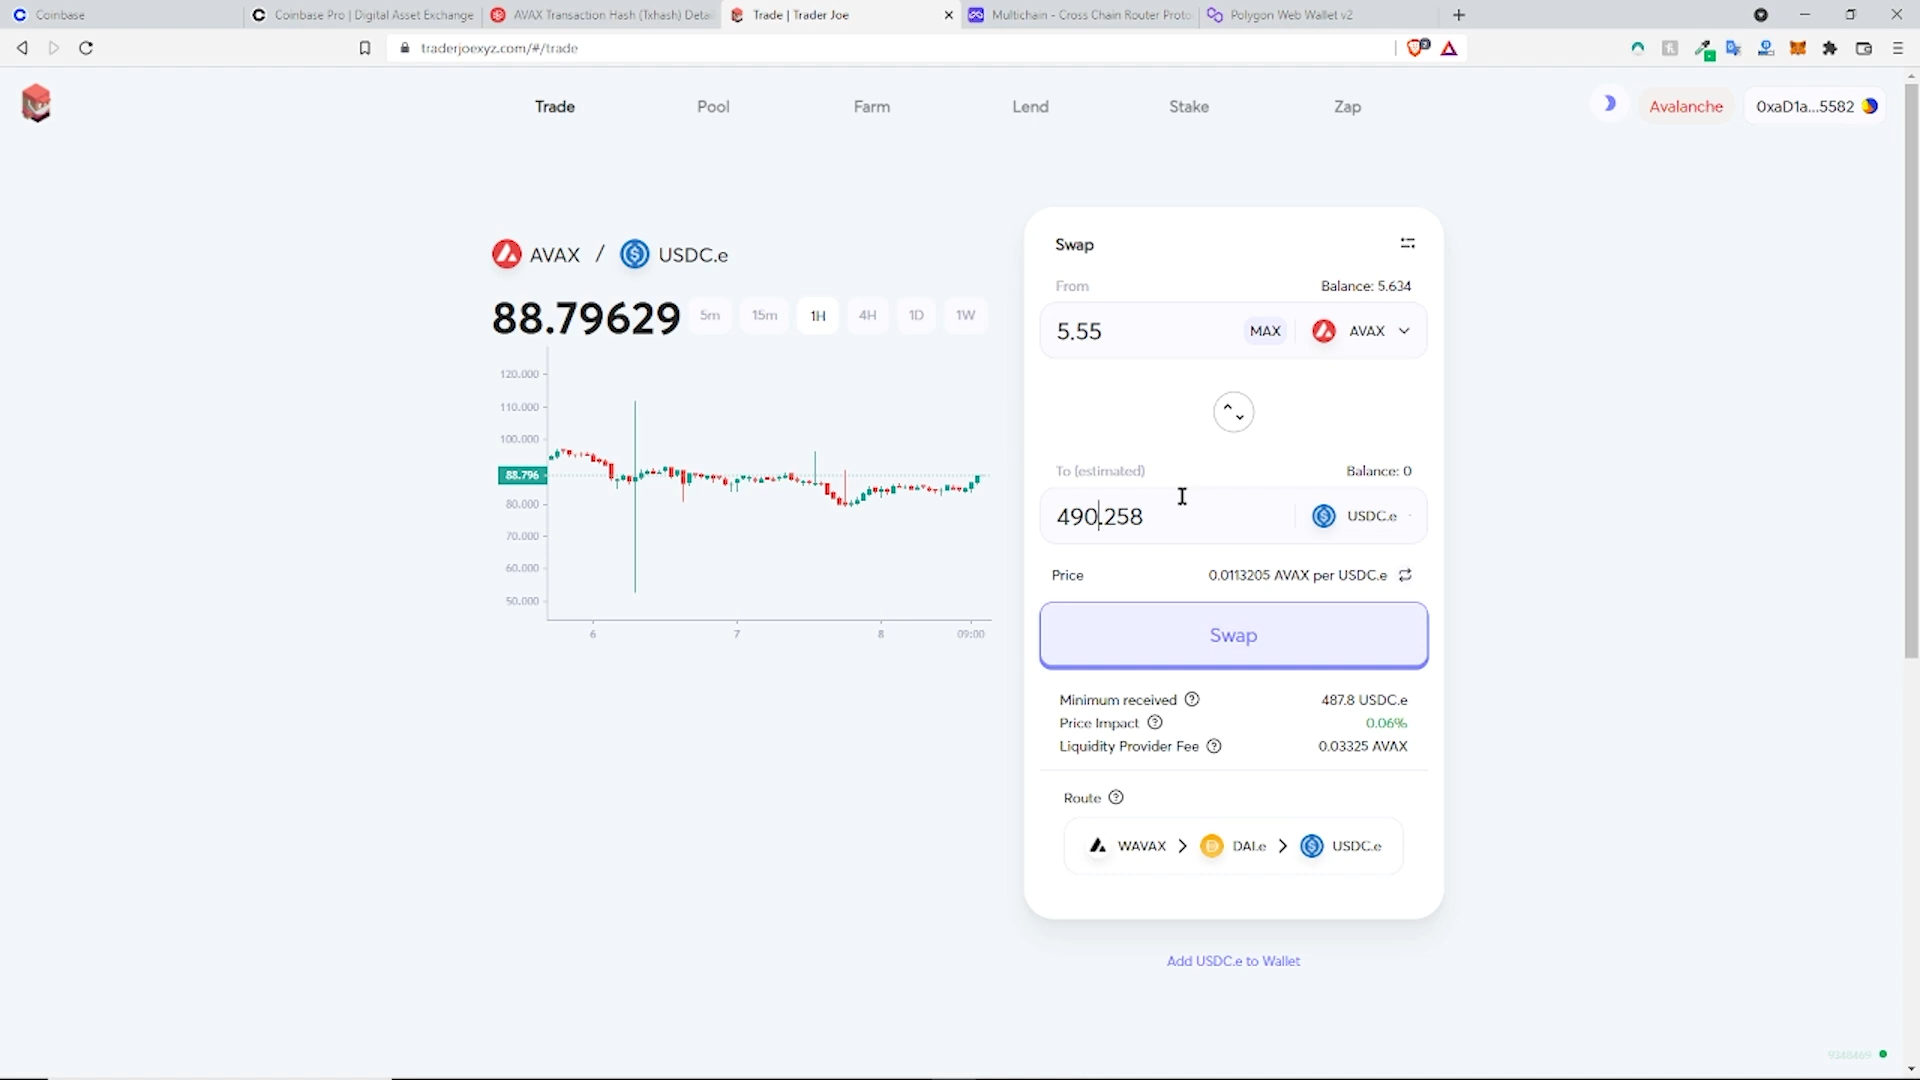 Coinbase
Coinbase Pro | Digital Asset Exchange
AVAX Transaction Hash (Txhash) Detai
Trade | Trader Joe
Multichain - Cross Chain Router Proto
Polygon Web Wallet v2
traderjoexyz.com/#/trade
Trade
Pool
Farm
Lend
Stake
Zap
Avalanche
0xaD1a...5582
AVAX / USDC.e
88.79629
5m
15m
1H
4H
1D
1W
120.000
110.000
100.000
88.796
80.000
70.000
60.000
50.000
6
7
8
09:00
Swap
From
Balance: 5.634
5.55
MAX
AVAX
To (estimated)
Balance: 0
490.258
USDC.e
Price
0.0113205 AVAX per USDC.e
Swap
Minimum received
487.8 USDC.e
Price Impact
0.06%
Liquidity Provider Fee
0.03325 AVAX
Route
WAVAX > DAI.e > USDC.e
Add USDC.e to Wallet
9348469